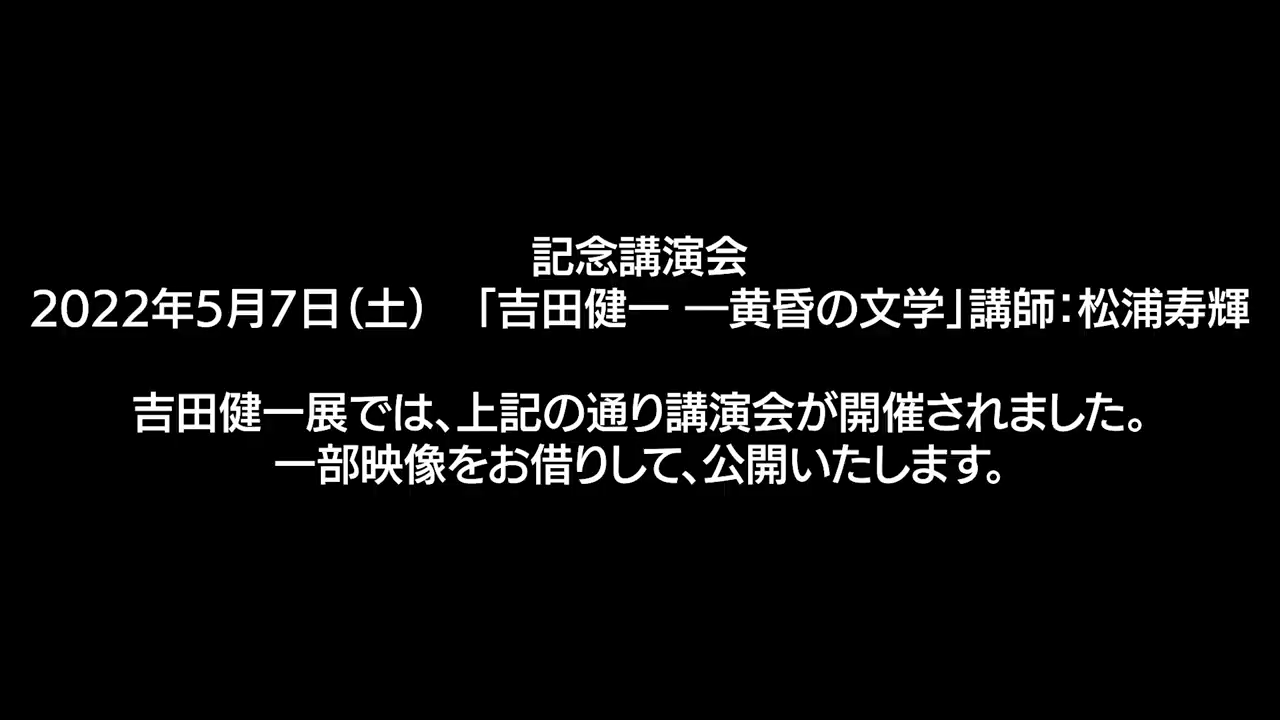 記念講演会
2022年5月7日(土) 「吉田健一 ―黄昏の文学」講師:松浦寿輝
吉田健一展では、上記の通り講演会が開催されました。
一部映像をお借りして、公開いたします。